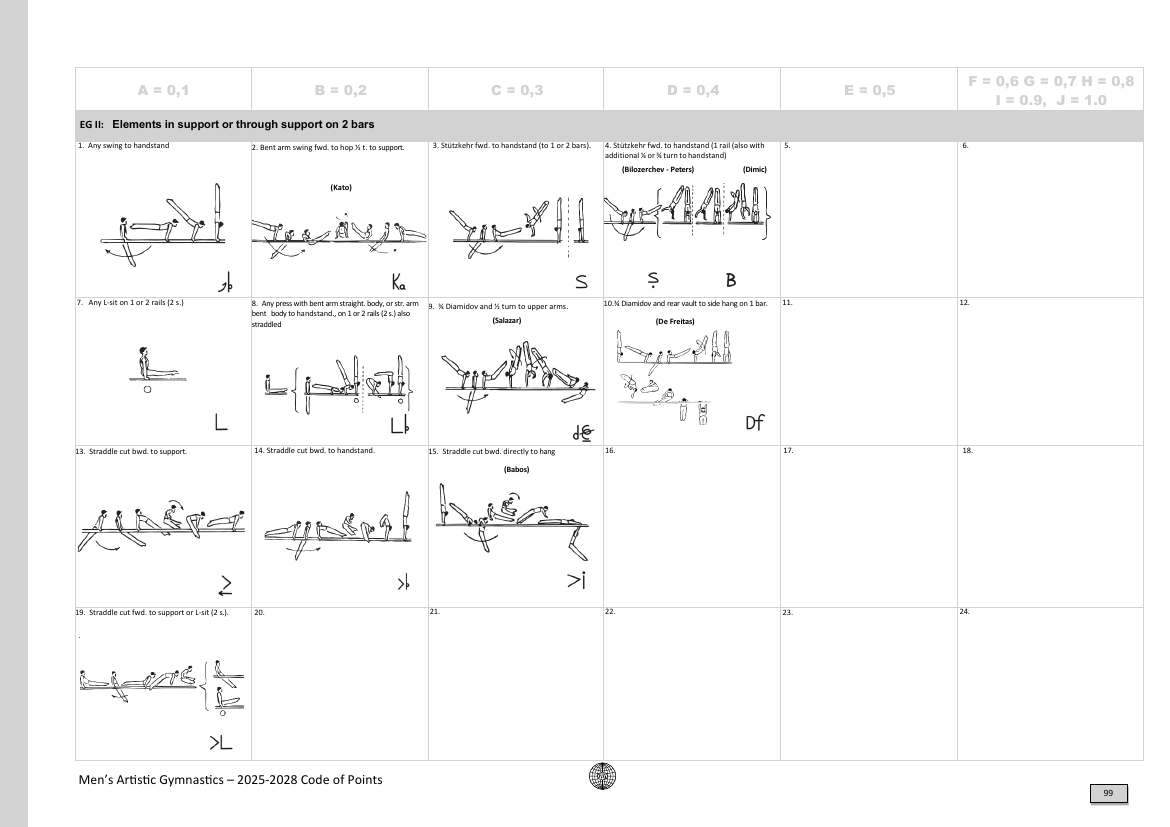 A = 0,1
B = 0,2
C = 0,3
D = 0,4
E = 0,5
F = 0,6 G = 0,7 H = 0,8
I = 0.9, J = 1.0
EG II: Elements in support or through support on 2 bars
1. Any swing to handstand
2. Bent arm swing fwd. to hop ½ t. to support.
(Kato)
Ka
3. Stützkehr fwd. to handstand (to 1 or 2 bars).
S
4. Stützkehr fwd. to handstand (1 rail (also with
additional ¼ or ¾ turn to handstand)
(Bilozerchev - Peters) (Dimic)
S B
5.
6.
7. Any L-sit on 1 or 2 rails (2 s.)
L
8. Any press with bent arm straight. body, or str. arm
bent body to handstand., on 1 or 2 rails (2 s.) also
straddled
9. ¾ Diamidov and ½ turn to upper arms.
(Salazar)
10.¾ Diamidov and rear vault to side hang on 1 bar.
(De Freitas)
Df
11.
12.
13. Straddle cut bwd. to support.
14. Straddle cut bwd. to handstand.
15. Straddle cut bwd. directly to hang
(Babos)
>i
16.
17.
18.
19. Straddle cut fwd. to support or L-sit (2 s.).
.
>L
20.
21.
22.
23.
24.
Men's Artistic Gymnastics – 2025-2028 Code of Points
99